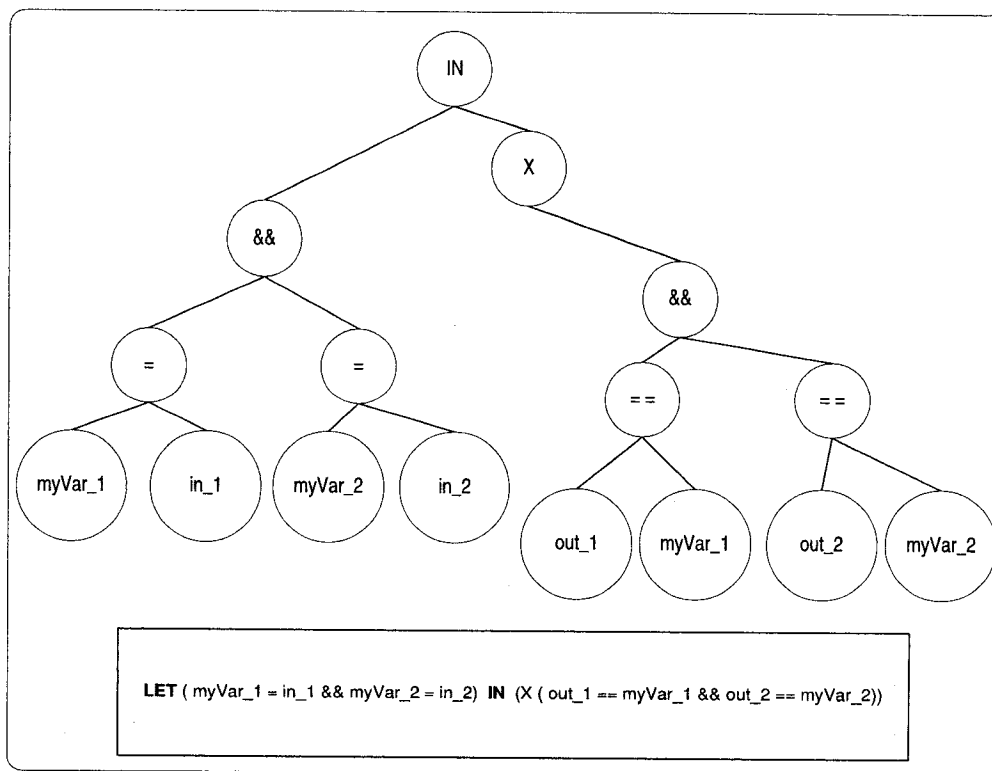 IN
X
&&
&&
= =
== ==
myVar_1 in_1 myVar_2 in_2
out_1 myVar_1 out_2 myVar_2
LET ( myVar_1 = in_1 && myVar_2 = in_2) IN (X ( out_1 == myVar_1 && out_2 == myVar_2))